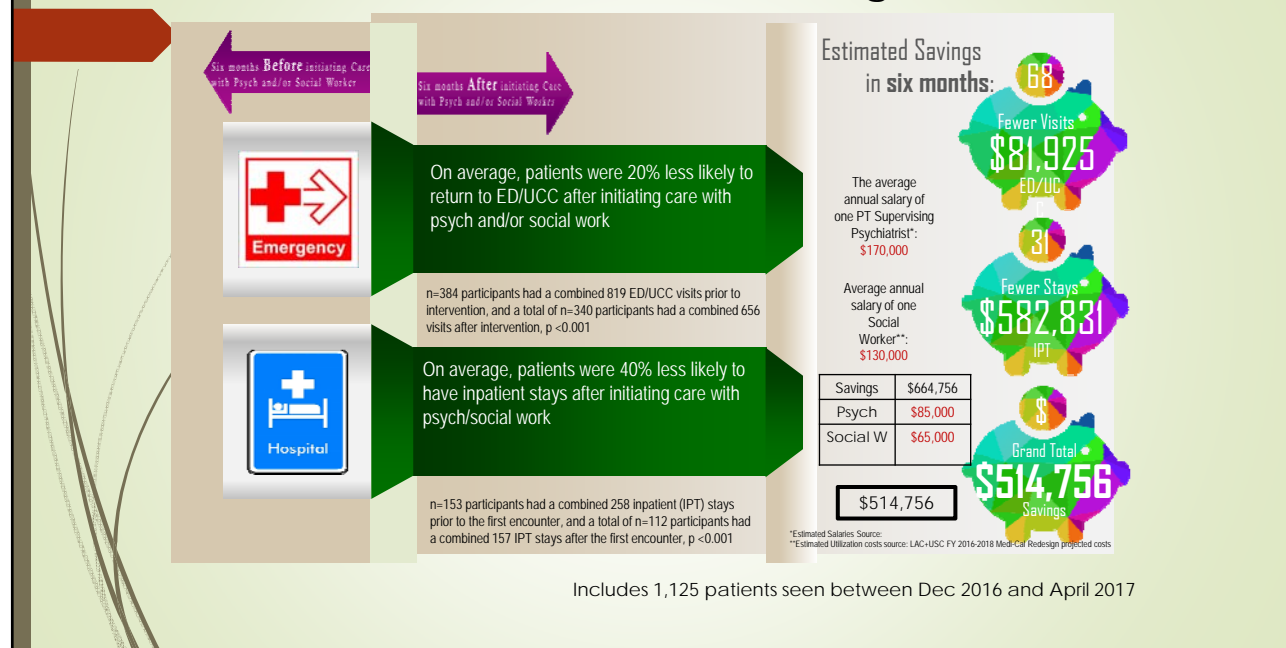 Six months Before initiating Care
with Psych and/or Social Worker
Six months After initiating Care
with Psych and/or Social Worker
Emergency
On average, patients were 20% less likely to
return to ED/UCC after initiating care with
psych and/or social work
n=384 participants had a combined 819 ED/UCC visits prior to
intervention, and a total of n=340 participants had a combined 656
visits after intervention, p <0.001
Hospital
On average, patients were 40% less likely to
have inpatient stays after initiating care with
psych/social work
n=153 participants had a combined 258 inpatient (IPT) stays
prior to the first encounter, and a total of n=112 participants had
a combined 157 IPT stays after the first encounter, p <0.001
Estimated Savings
in six months:
The average
annual salary of
one PT Supervising
Psychiatrist*:
$170,000
Average annual
salary of one
Social
Worker**:
$130,000
Savings $664,756
Psych $85,000
Social W $65,000
$514,756
68
Fewer Visits
$81,925
ED/UC
31
Fewer Stays
$582,831
IPT
$
Grand Total
$514,756
Savings
*Estimated Salaries Source:
**Estimated Utilization costs source: LAC+USC FY 2016-2018 Medi-Cal Redesign projected costs
Includes 1,125 patients seen between Dec 2016 and April 2017